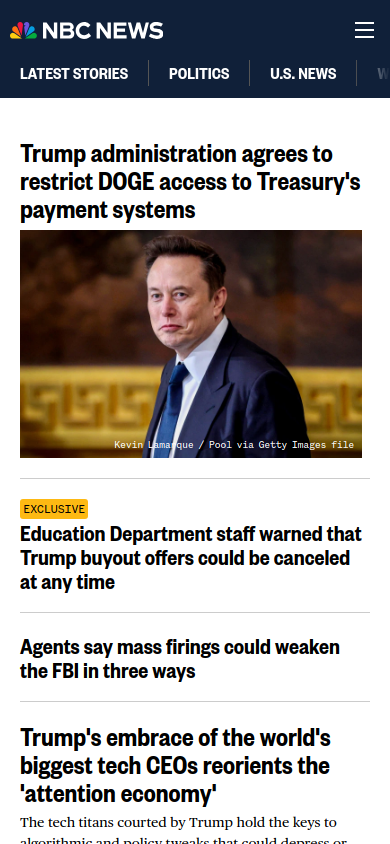 NBC NEWS
LATEST STORIES
POLITICS
U.S. NEWS
Trump administration agrees to
restrict DOGE access to Treasury's
payment systems
Kevin Lamarque / Pool via Getty Images file
EXCLUSIVE
Education Department staff warned that
Trump buyout offers could be canceled
at any time
Agents say mass firings could weaken
the FBI in three ways
Trump's embrace of the world's
biggest tech CEOs reorients the
'attention economy'
The tech titans courted by Trump hold the keys to
algorithmic and policy tweaks that could depress or